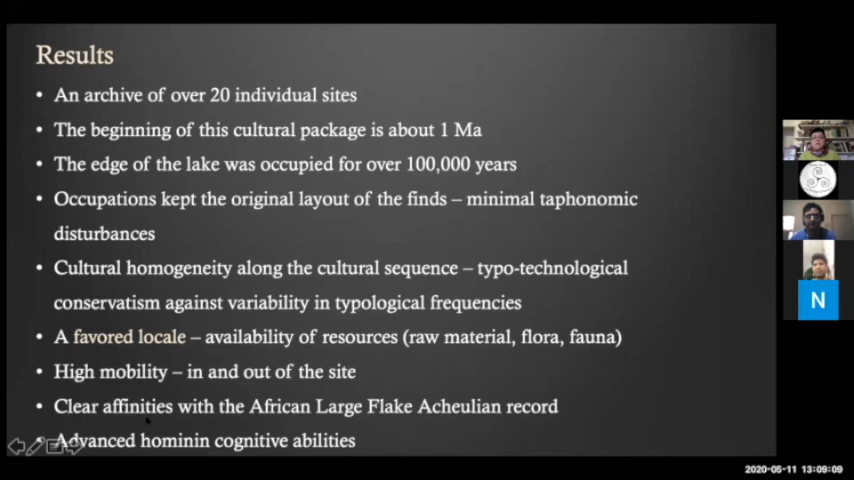 Results
• An archive of over 20 individual sites
• The beginning of this cultural package is about 1 Ma
• The edge of the lake was occupied for over 100,000 years
• Occupations kept the original layout of the finds – minimal taphonomic
disturbances
• Cultural homogeneity along the cultural sequence – typo-technological
conservatism against variability in typological frequencies
• A favored locale – availability of resources (raw material, flora, fauna)
• High mobility – in and out of the site
• Clear affinities with the African Large Flake Acheulian record
• Advanced hominin cognitive abilities
N
2020-05-11 13:09:09